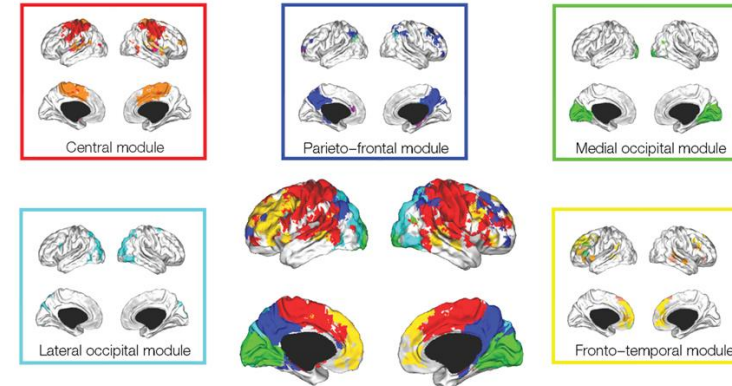 Central module
Parieto–frontal module
Medial occipital module
Lateral occipital module
Fronto–temporal module